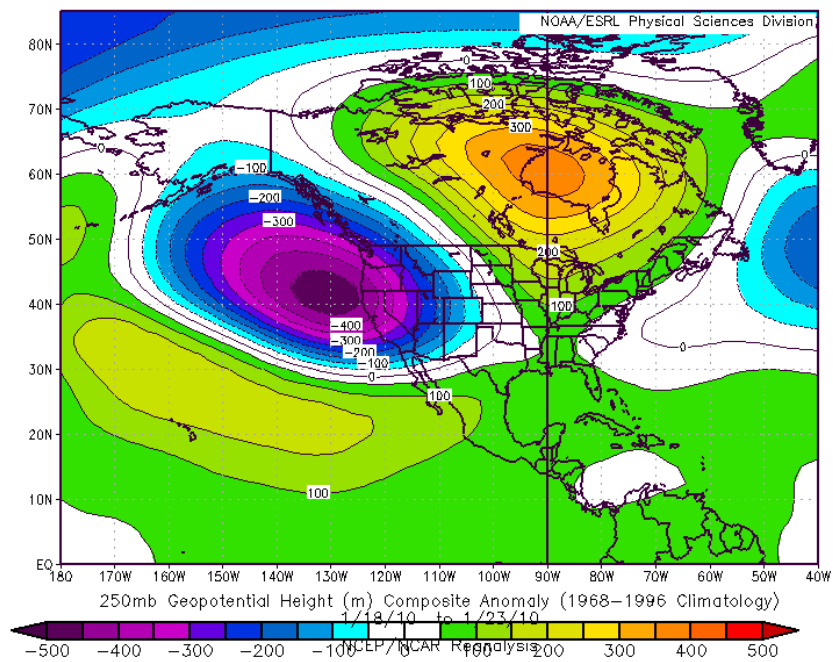 NOAA/ESRL Physical Sciences Division
80N
70N
60N
50N
40N
30N
20N
10N
EQ
0
100
200
300
0
-100
-200
-300
0
200
100
-400
-300
-200
-100
0
0
100
100
180 170W 160W 150W 140W 130W 120W 110W 100W 90W 80W 70W 60W 50W 40W
250mb Geopotential Height (m) Composite Anomaly (1968-1996 Climatology)
1/18/10 to 1/23/10
NCEP/NCAR Reanalysis
-500 -400 -300 -200 -100 0 100 200 300 400 500